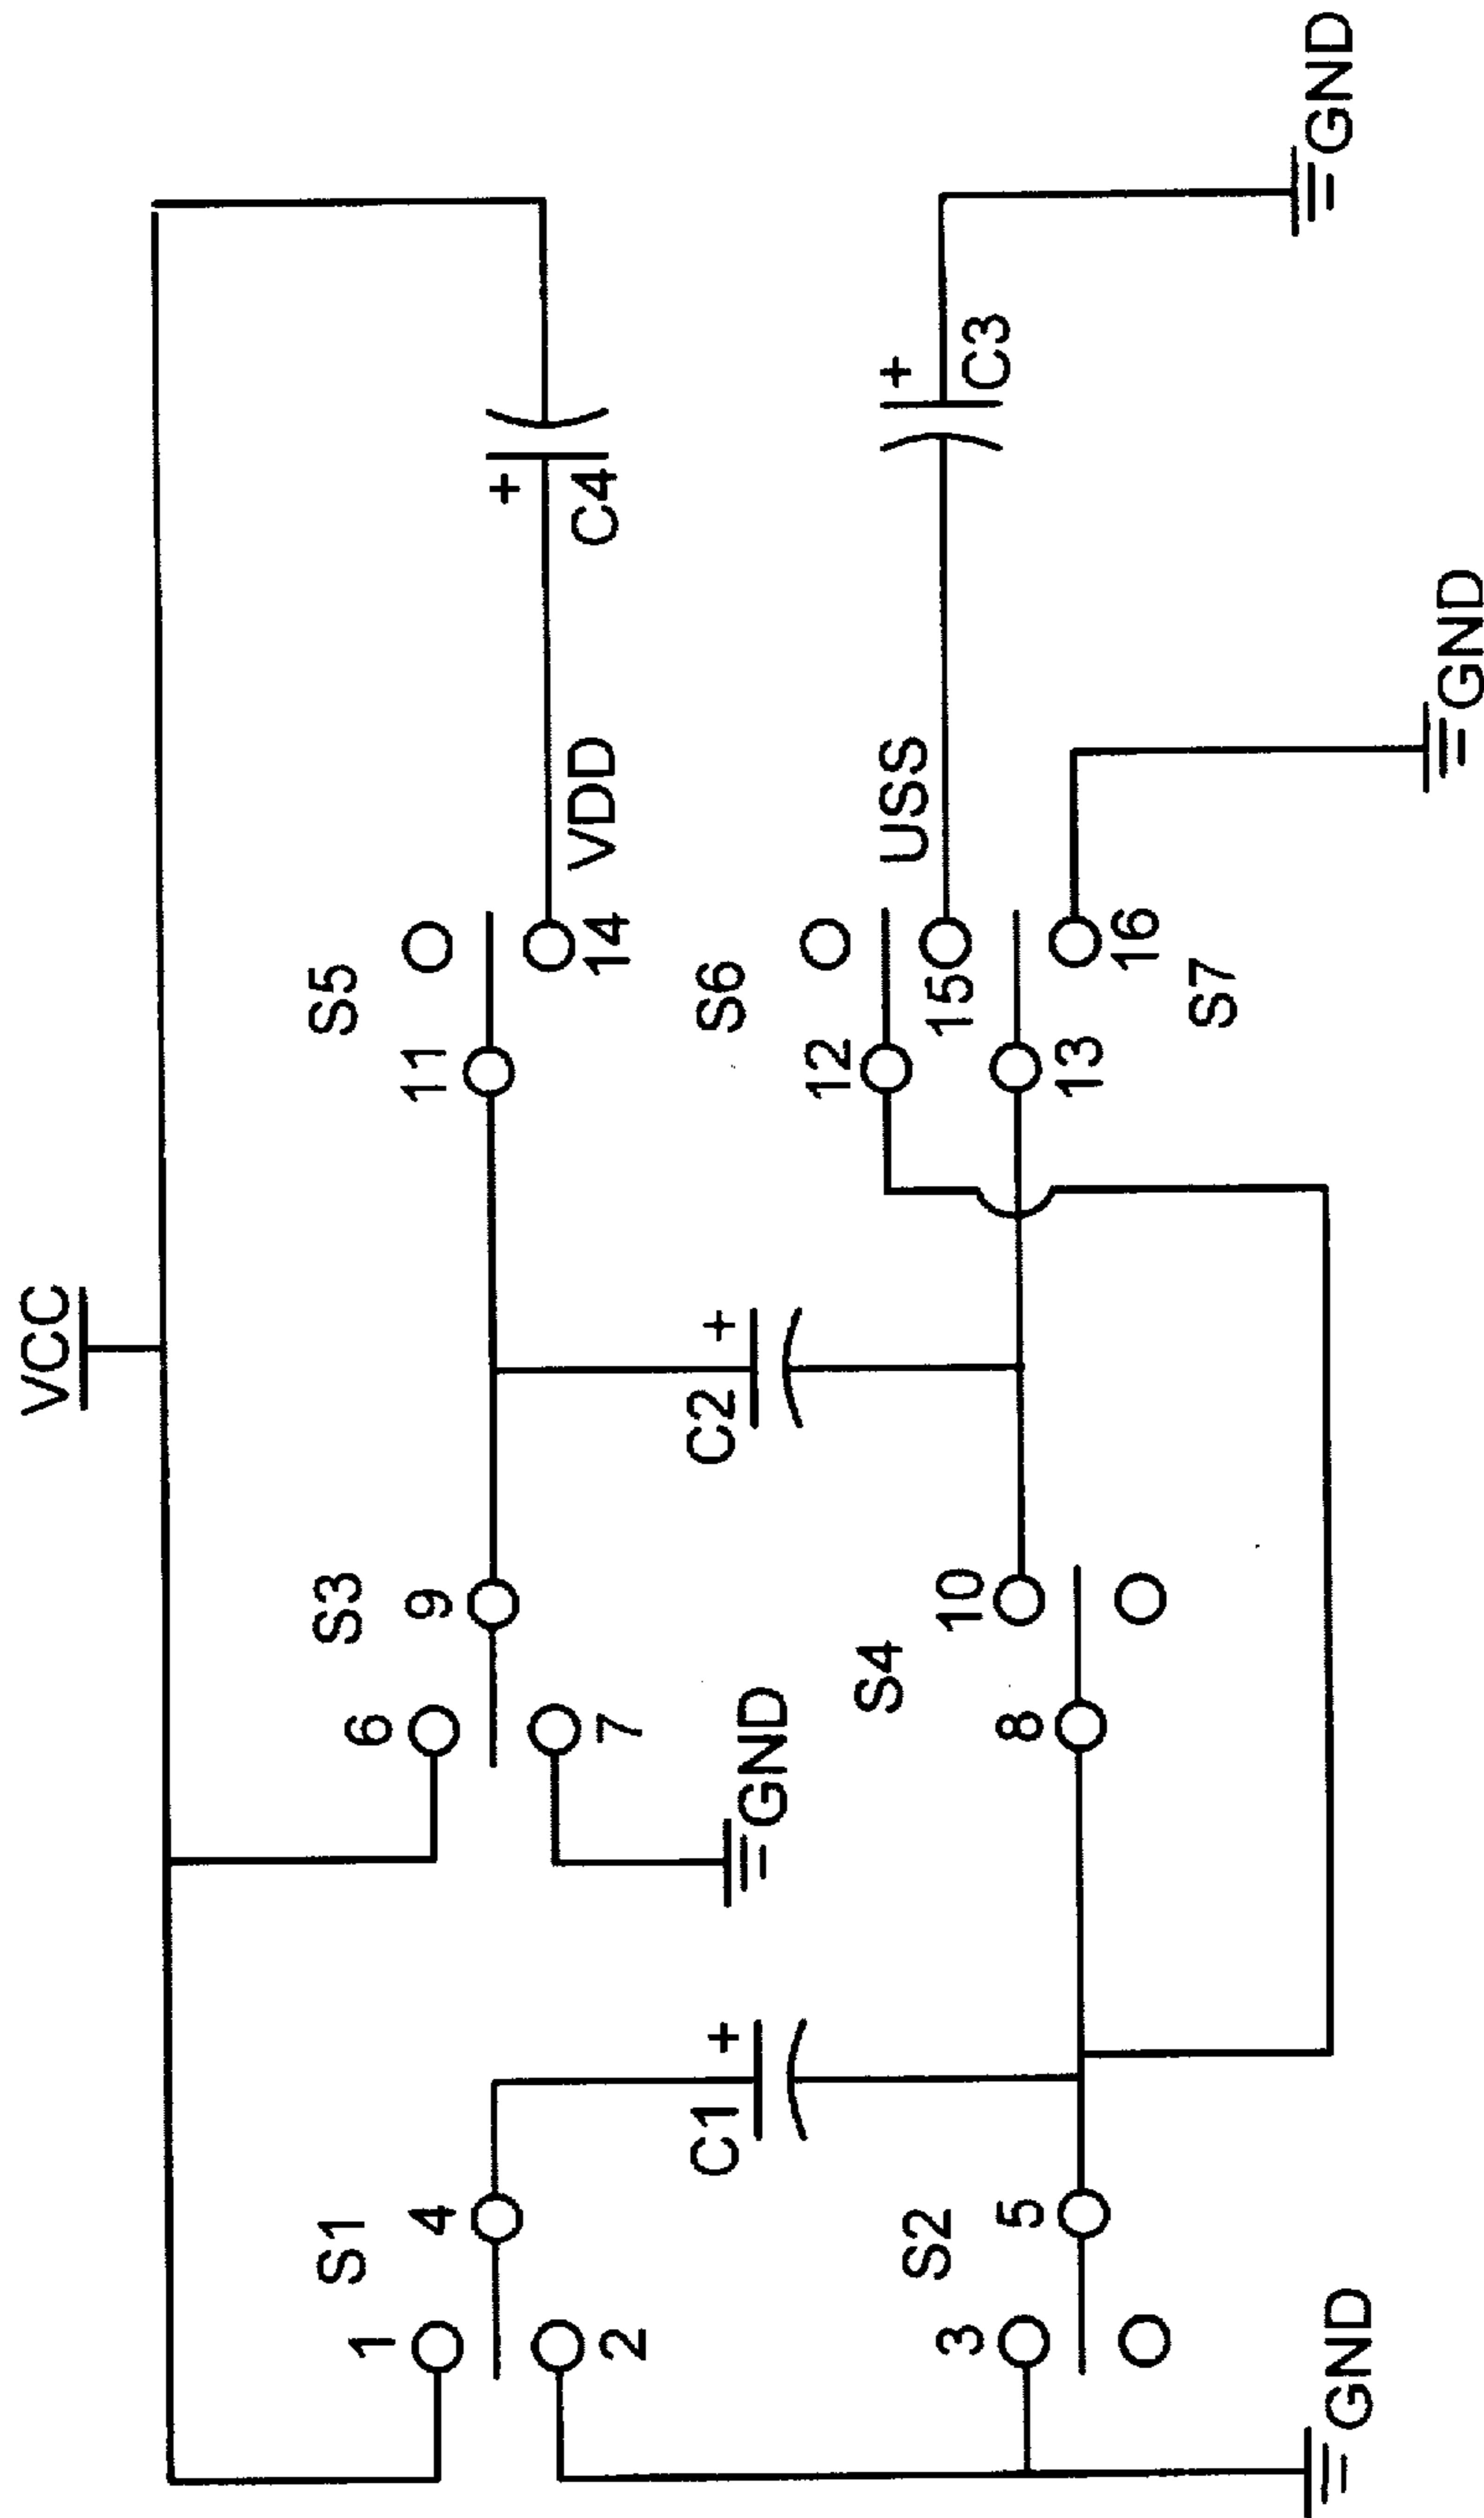 VCC
S1
S3
S5
1
6
4
9
11
+
2
7
14
VDD
C4
C1
+
C2
+
S6
GND
12
S4
USS
+
S2
3
10
15
C3
5
8
13
16
S7
GND
GND
GND